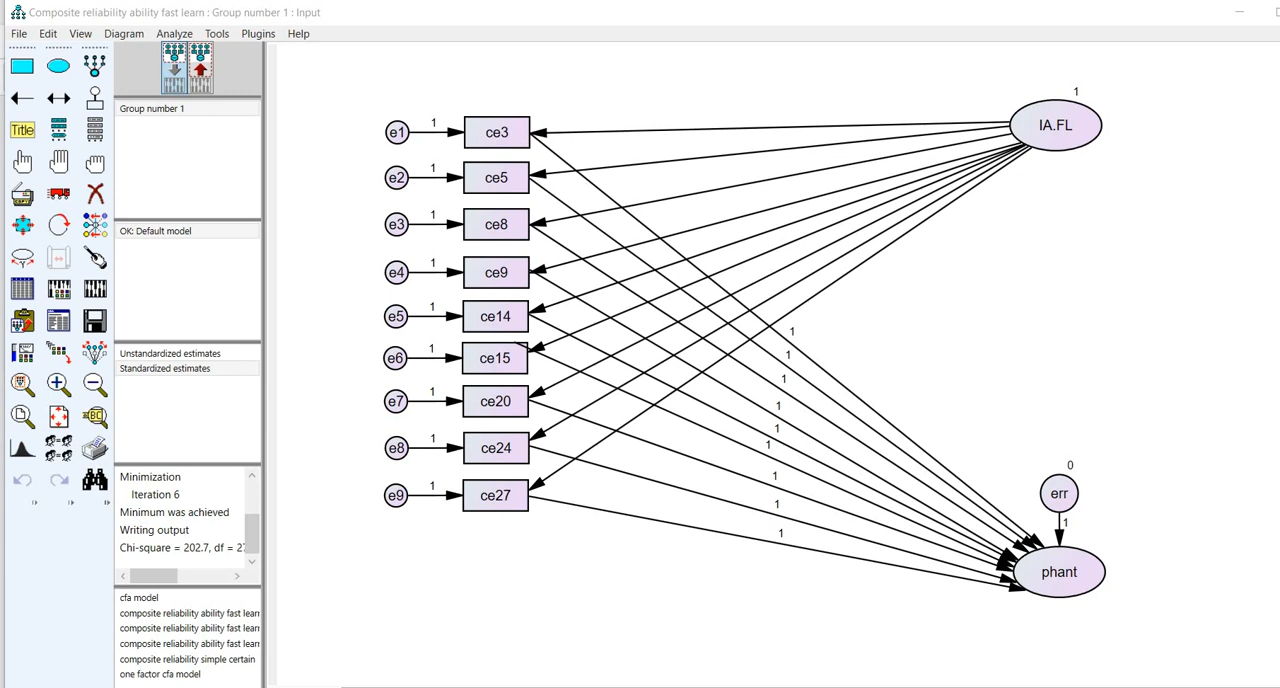 Composite reliability ability fast learn : Group number 1 : Input
File Edit View Diagram Analyze Tools Plugins Help
Title
Group number 1
OK: Default model
Unstandardized estimates
Standardized estimates
Minimization
Iteration 6
Minimum was achieved
Writing output
Chi-square = 202.7, df = 27
cfa model
composite reliability ability fast learn
composite reliability ability fast learn
composite reliability ability fast learn
composite reliability simple certain
one factor cfa model
1
IA.FL
e1 1 ce3
e2 1 ce5
e3 1 ce8
e4 1 ce9
e5 1 ce14
e6 1 ce15
e7 1 ce20
e8 1 ce24
e9 1 ce27
1
1
1
1
1
1
1
1
1
0
err
1
phant